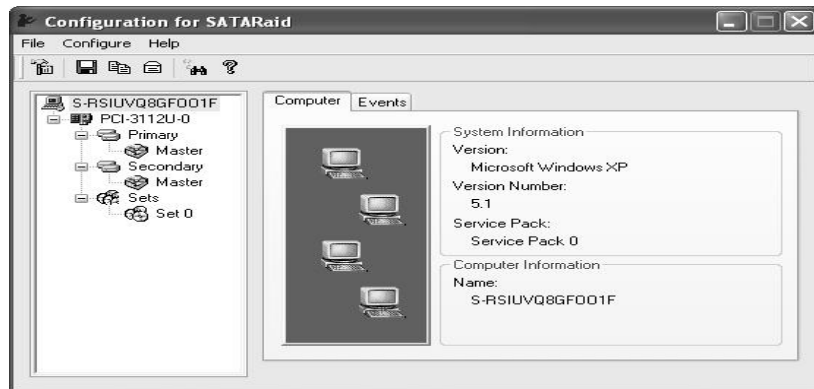 Configuration for SATARaid
File Configure Help
S-RSIUVQ8GFOO1F
PCI-3112U-0
Primary
Master
Secondary
Master
Sets
Set 0
Computer Events
System Information
Version:
Microsoft Windows XP
Version Number:
5.1
Service Pack:
Service Pack 0
Computer Information
Name:
S-RSIUVQ8GFOO1F